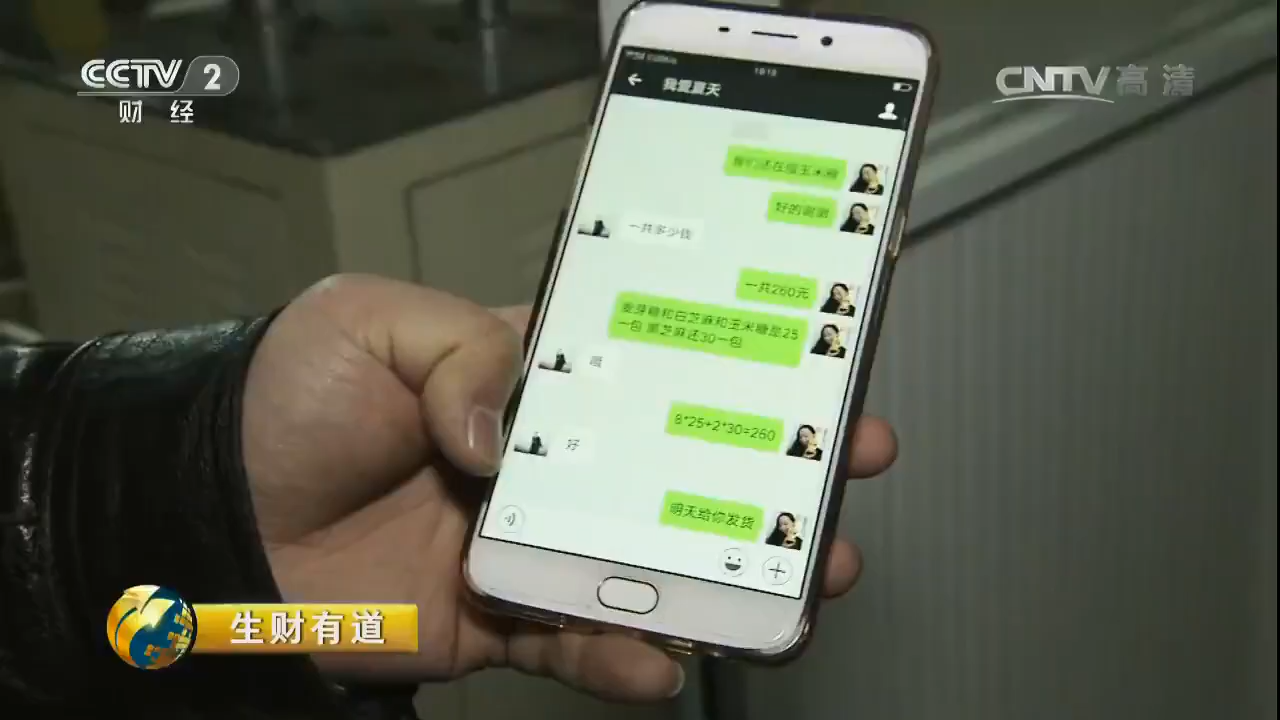 CCTV 2
财 经
CNTV高清
我爱夏天
我们还在做玉米糖
好的谢谢
一共多少钱
一共260元
麦芽糖和白芝麻和玉米糖是25
一包 黑芝麻还30一包
嗯
8*25+2*30=260
好
明天给你发货
生财有道